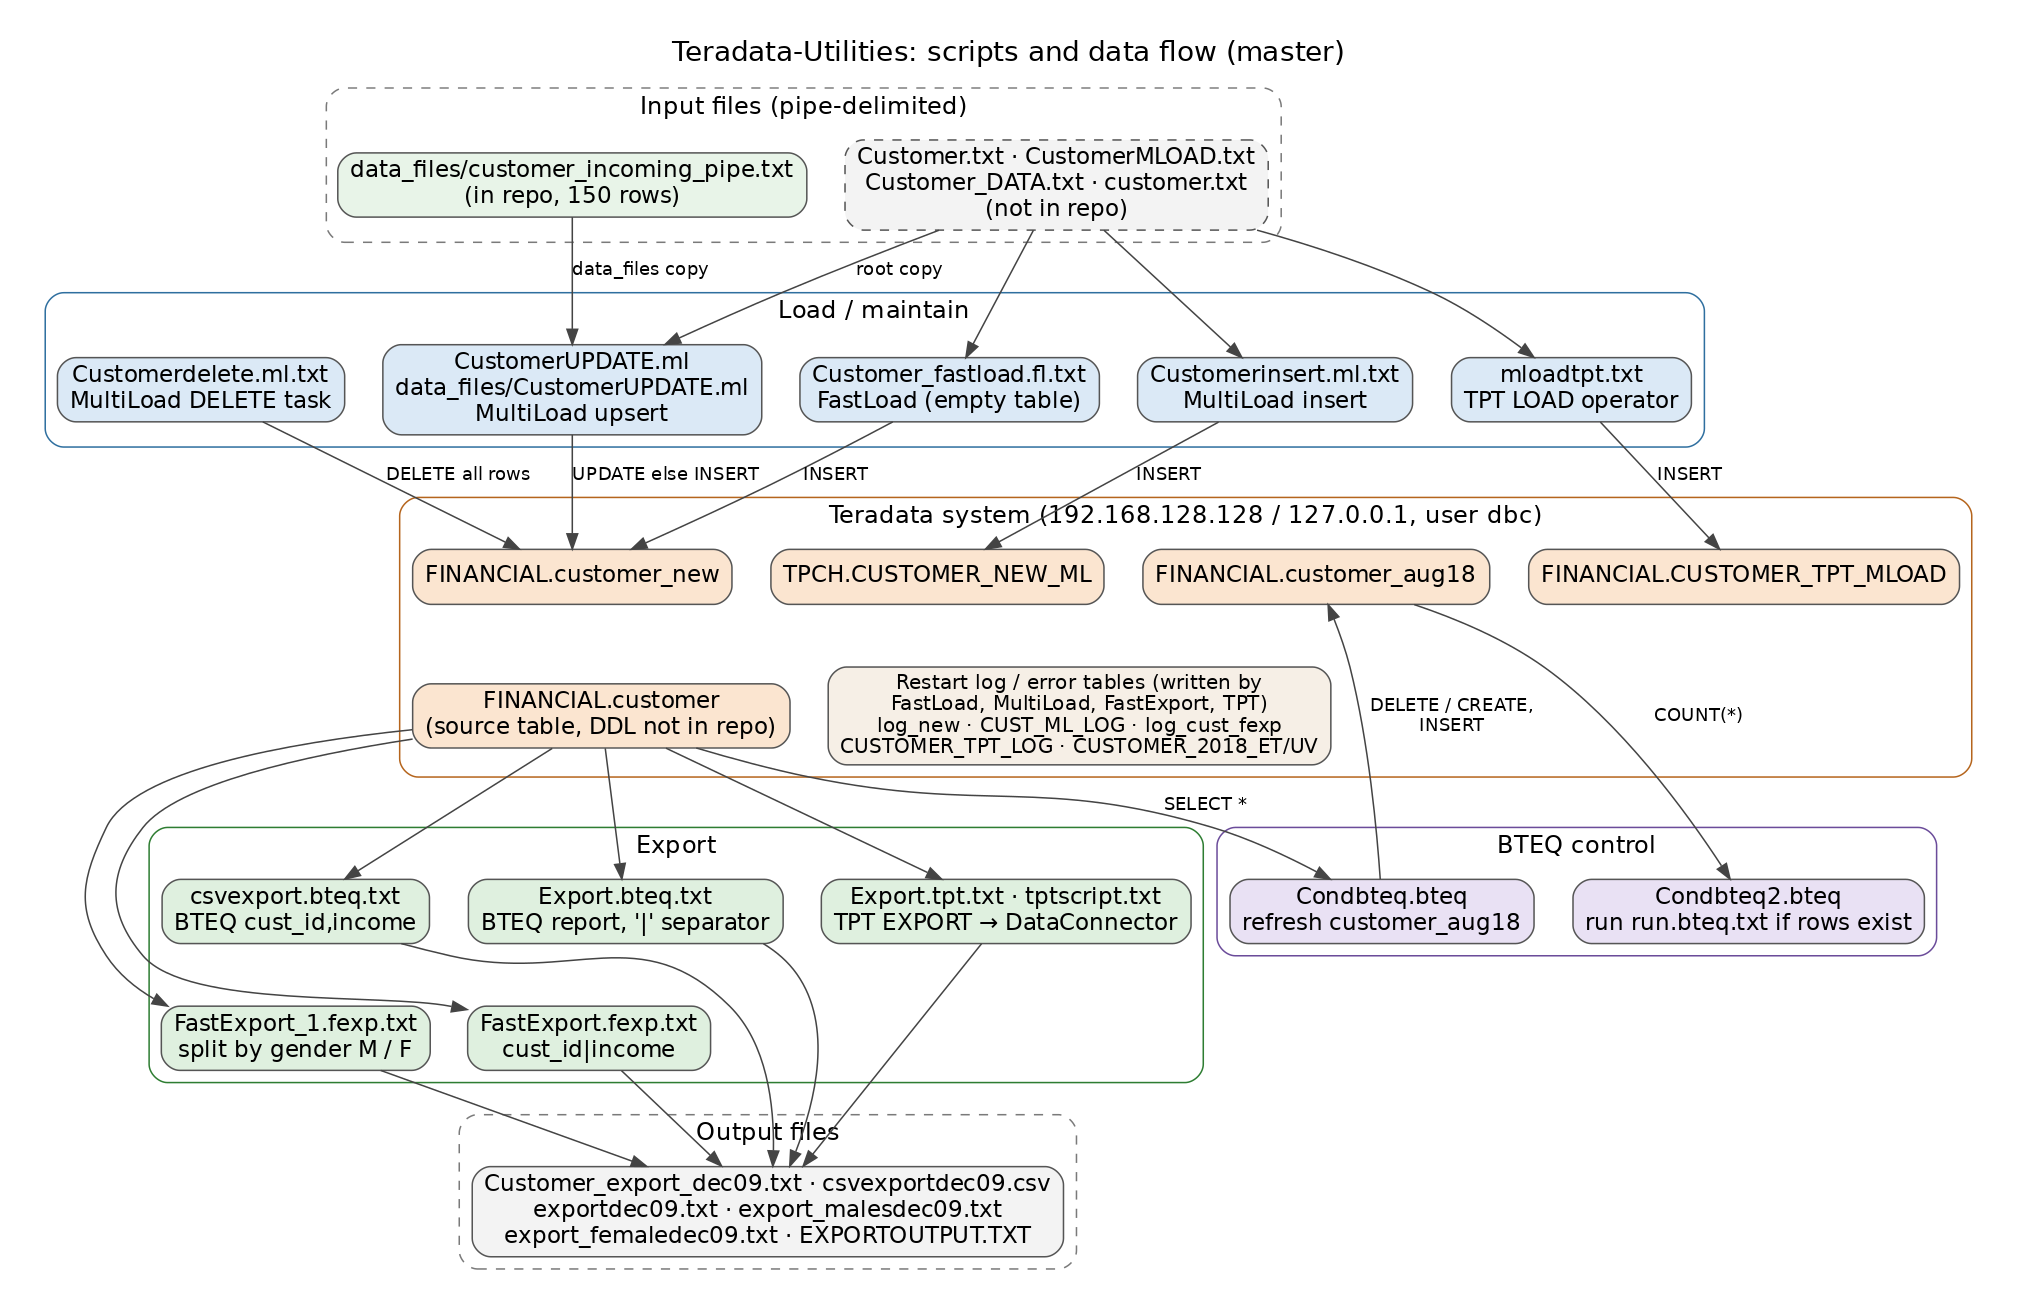 Teradata-Utilities: scripts and data flow (master)
Input files (pipe-delimited)
data_files/customer_incoming_pipe.txt
(in repo, 150 rows)
Customer.txt · CustomerMLOAD.txt
Customer_DATA.txt · customer.txt
(not in repo)
data_files copy
root copy
Load / maintain
Customerdelete.ml.txt
MultiLoad DELETE task
CustomerUPDATE.ml
data_files/CustomerUPDATE.ml
MultiLoad upsert
Customer_fastload.fl.txt
FastLoad (empty table)
Customerinsert.ml.txt
MultiLoad insert
mloadtpt.txt
TPT LOAD operator
DELETE all rows
UPDATE else INSERT
INSERT
INSERT
INSERT
Teradata system (192.168.128.128 / 127.0.0.1, user dbc)
FINANCIAL.customer_new
TPCH.CUSTOMER_NEW_ML
FINANCIAL.customer_aug18
FINANCIAL.CUSTOMER_TPT_MLOAD
FINANCIAL.customer
(source table, DDL not in repo)
Restart log / error tables (written by
FastLoad, MultiLoad, FastExport, TPT)
log_new · CUST_ML_LOG · log_cust_fexp
CUSTOMER_TPT_LOG · CUSTOMER_2018_ET/UV
DELETE / CREATE,
INSERT
COUNT(*)
SELECT *
Export
csvexport.bteq.txt
BTEQ cust_id,income
Export.bteq.txt
BTEQ report, '|' separator
Export.tpt.txt · tptscript.txt
TPT EXPORT → DataConnector
BTEQ control
Condbteq.bteq
refresh customer_aug18
Condbteq2.bteq
run run.bteq.txt if rows exist
FastExport_1.fexp.txt
split by gender M / F
FastExport.fexp.txt
cust_id|income
Output files
Customer_export_dec09.txt · csvexportdec09.csv
exportdec09.txt · export_malesdec09.txt
export_femaledec09.txt · EXPORTOUTPUT.TXT